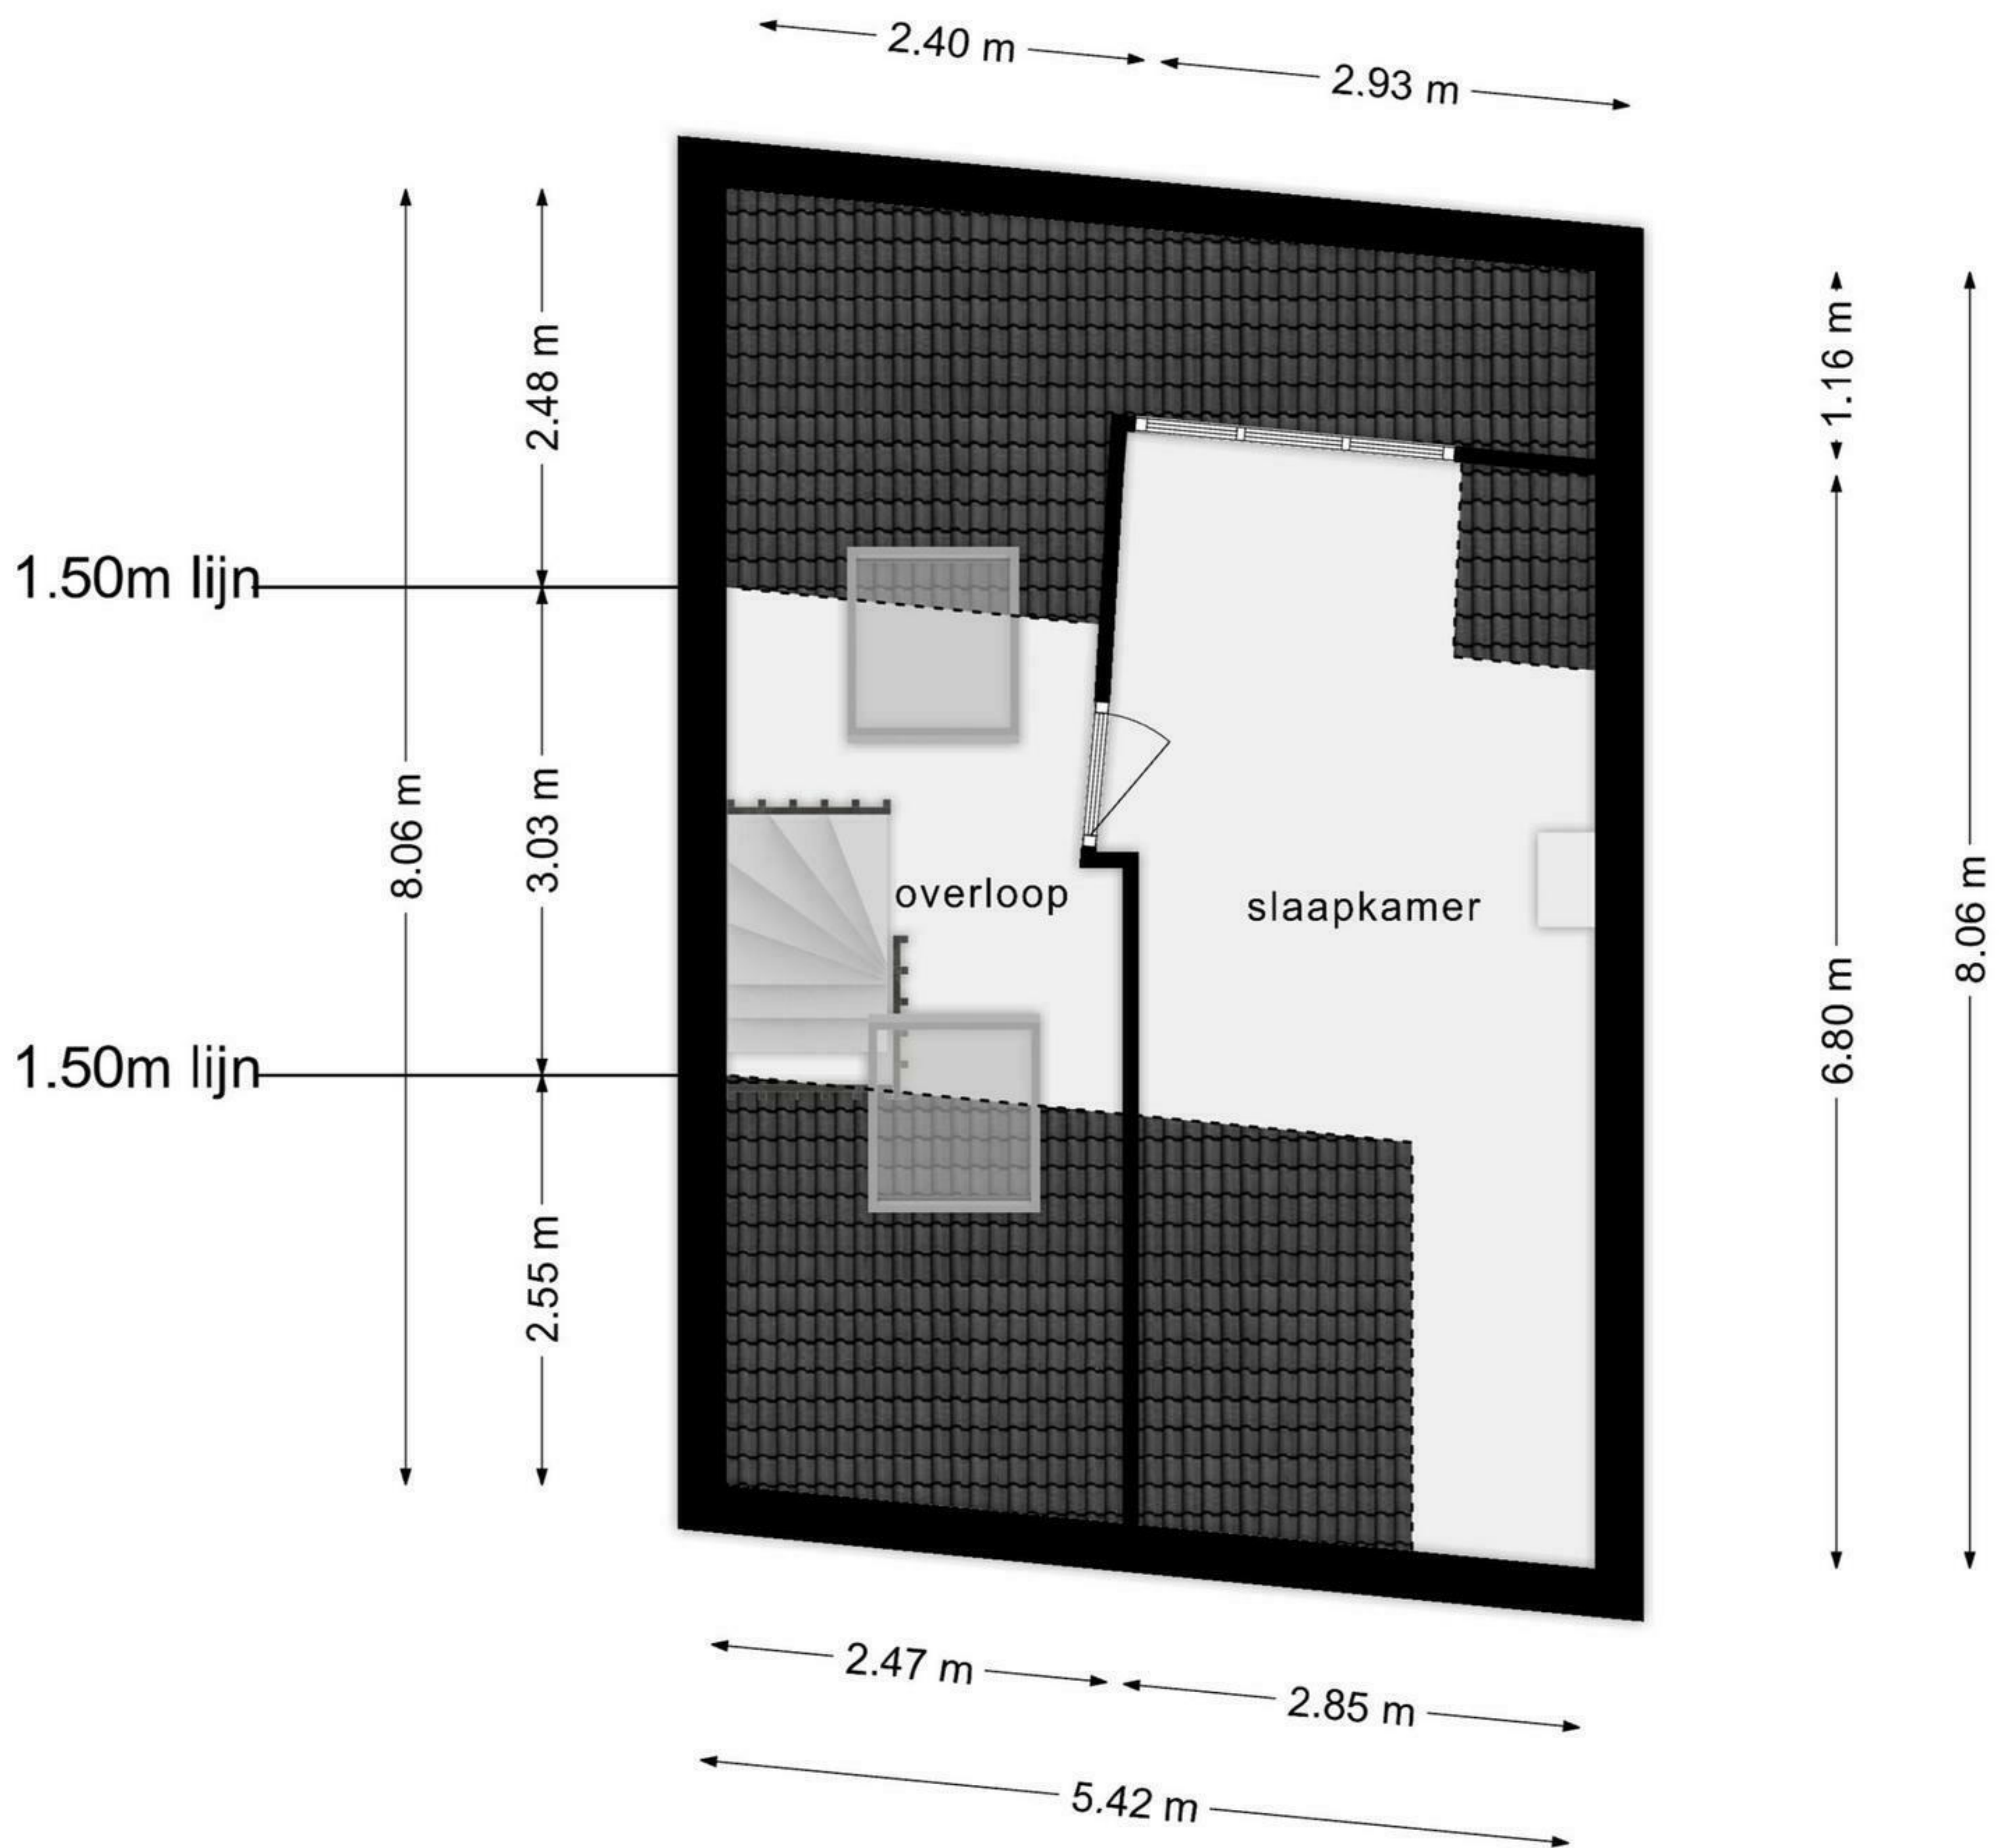 2.40 m
2.93 m
2.48 m
1.16 m
1.50m lijn
8.06 m
3.03 m
overloop
slaapkamer
8.06 m
6.80 m
1.50m lijn
2.55 m
2.47 m
2.85 m
5.42 m